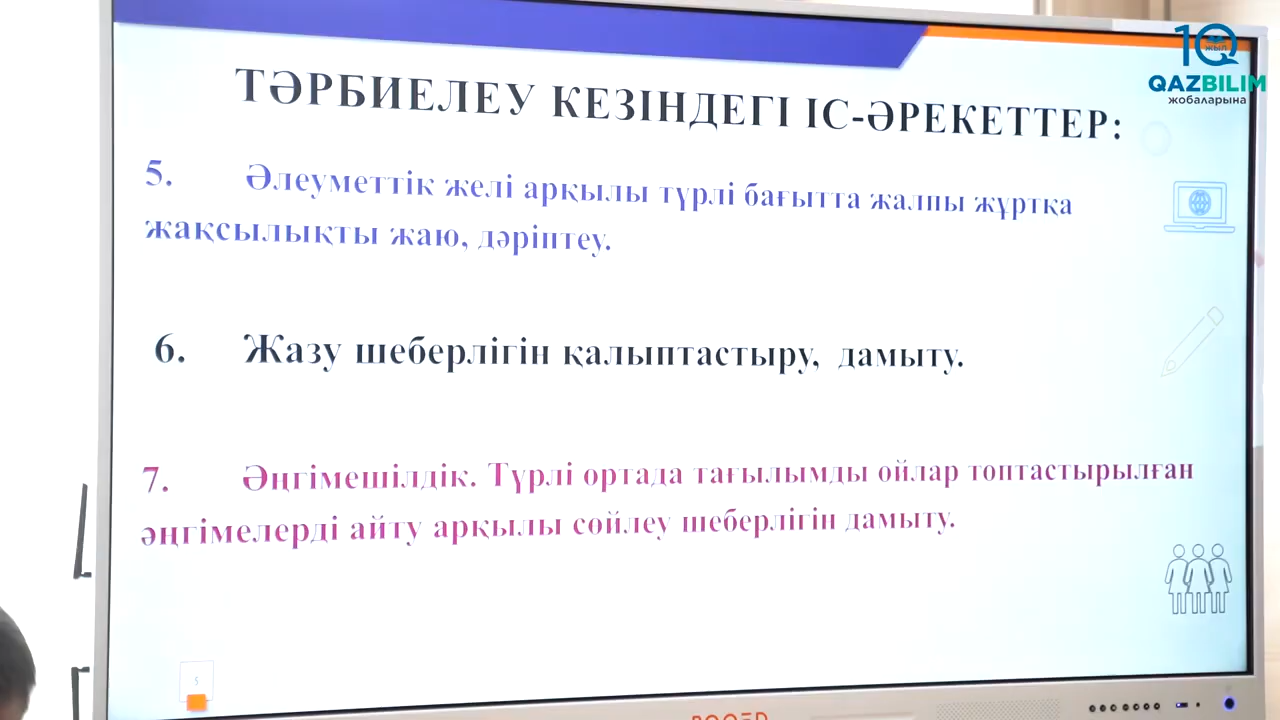 10
ЖЫЛ
QAZBILIM
жобаларына
ТӘРБИЕЛЕУ КЕЗІНДЕГІ ІС-ӘРЕКЕТТЕР:
5. Әлеуметтік желі арқылы түрлі бағытта жалпы жұртқа
жақсылықты жаю, дәріптеу.
6. Жазу шеберлігін қалыптастыру, дамыту.
7. Әңгімешілдік. Түрлі ортада тағылымды ойлар топтастырылған
әңгімелерді айту арқылы сөйлеу шеберлігін дамыту.
5